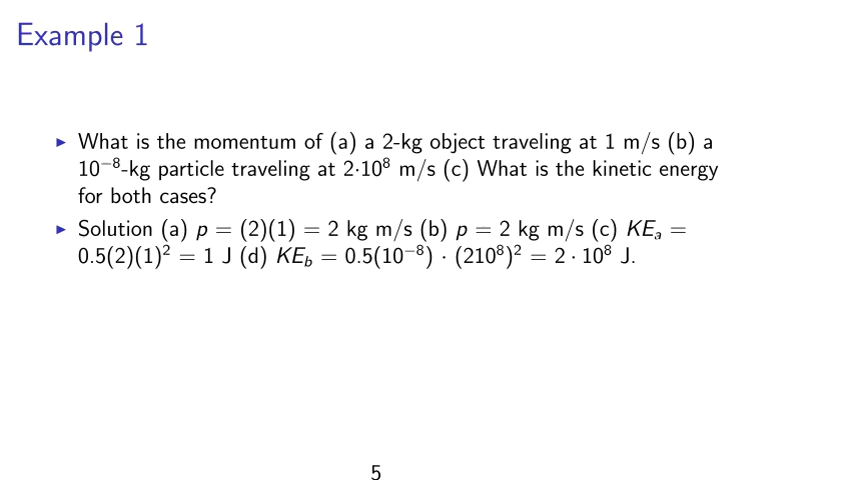 Example 1
▶ What is the momentum of (a) a 2-kg object traveling at 1 m/s (b) a
10⁻⁸-kg particle traveling at 2·10⁸ m/s (c) What is the kinetic energy
for both cases?
▶ Solution (a) p = (2)(1) = 2 kg m/s (b) p = 2 kg m/s (c) KEₐ =
0.5(2)(1)² = 1 J (d) KE_b = 0.5(10⁻⁸) · (210⁸)² = 2 · 10⁸ J.
5